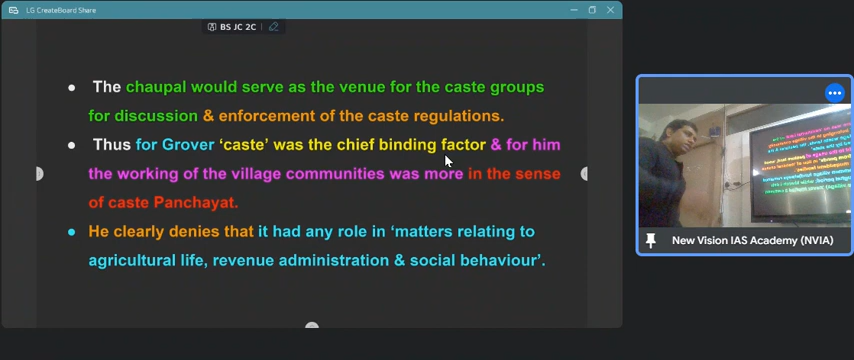 LG CreateBoard Share
BS JC 2C
The chaupal would serve as the venue for the caste groups
for discussion & enforcement of the caste regulations.
Thus for Grover ‘caste’ was the chief binding factor & for him
the working of the village communities was more in the sense
of caste Panchayat.
He clearly denies that it had any role in ‘matters relating to
agricultural life, revenue administration & social behaviour’.
New Vision IAS Academy (NVIA)